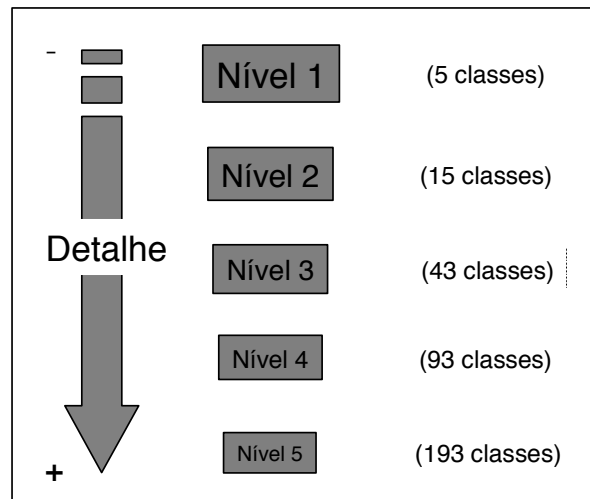 -
Nível 1 (5 classes)
Nível 2 (15 classes)
Detalhe
Nível 3 (43 classes)
Nível 4 (93 classes)
Nível 5 (193 classes)
+